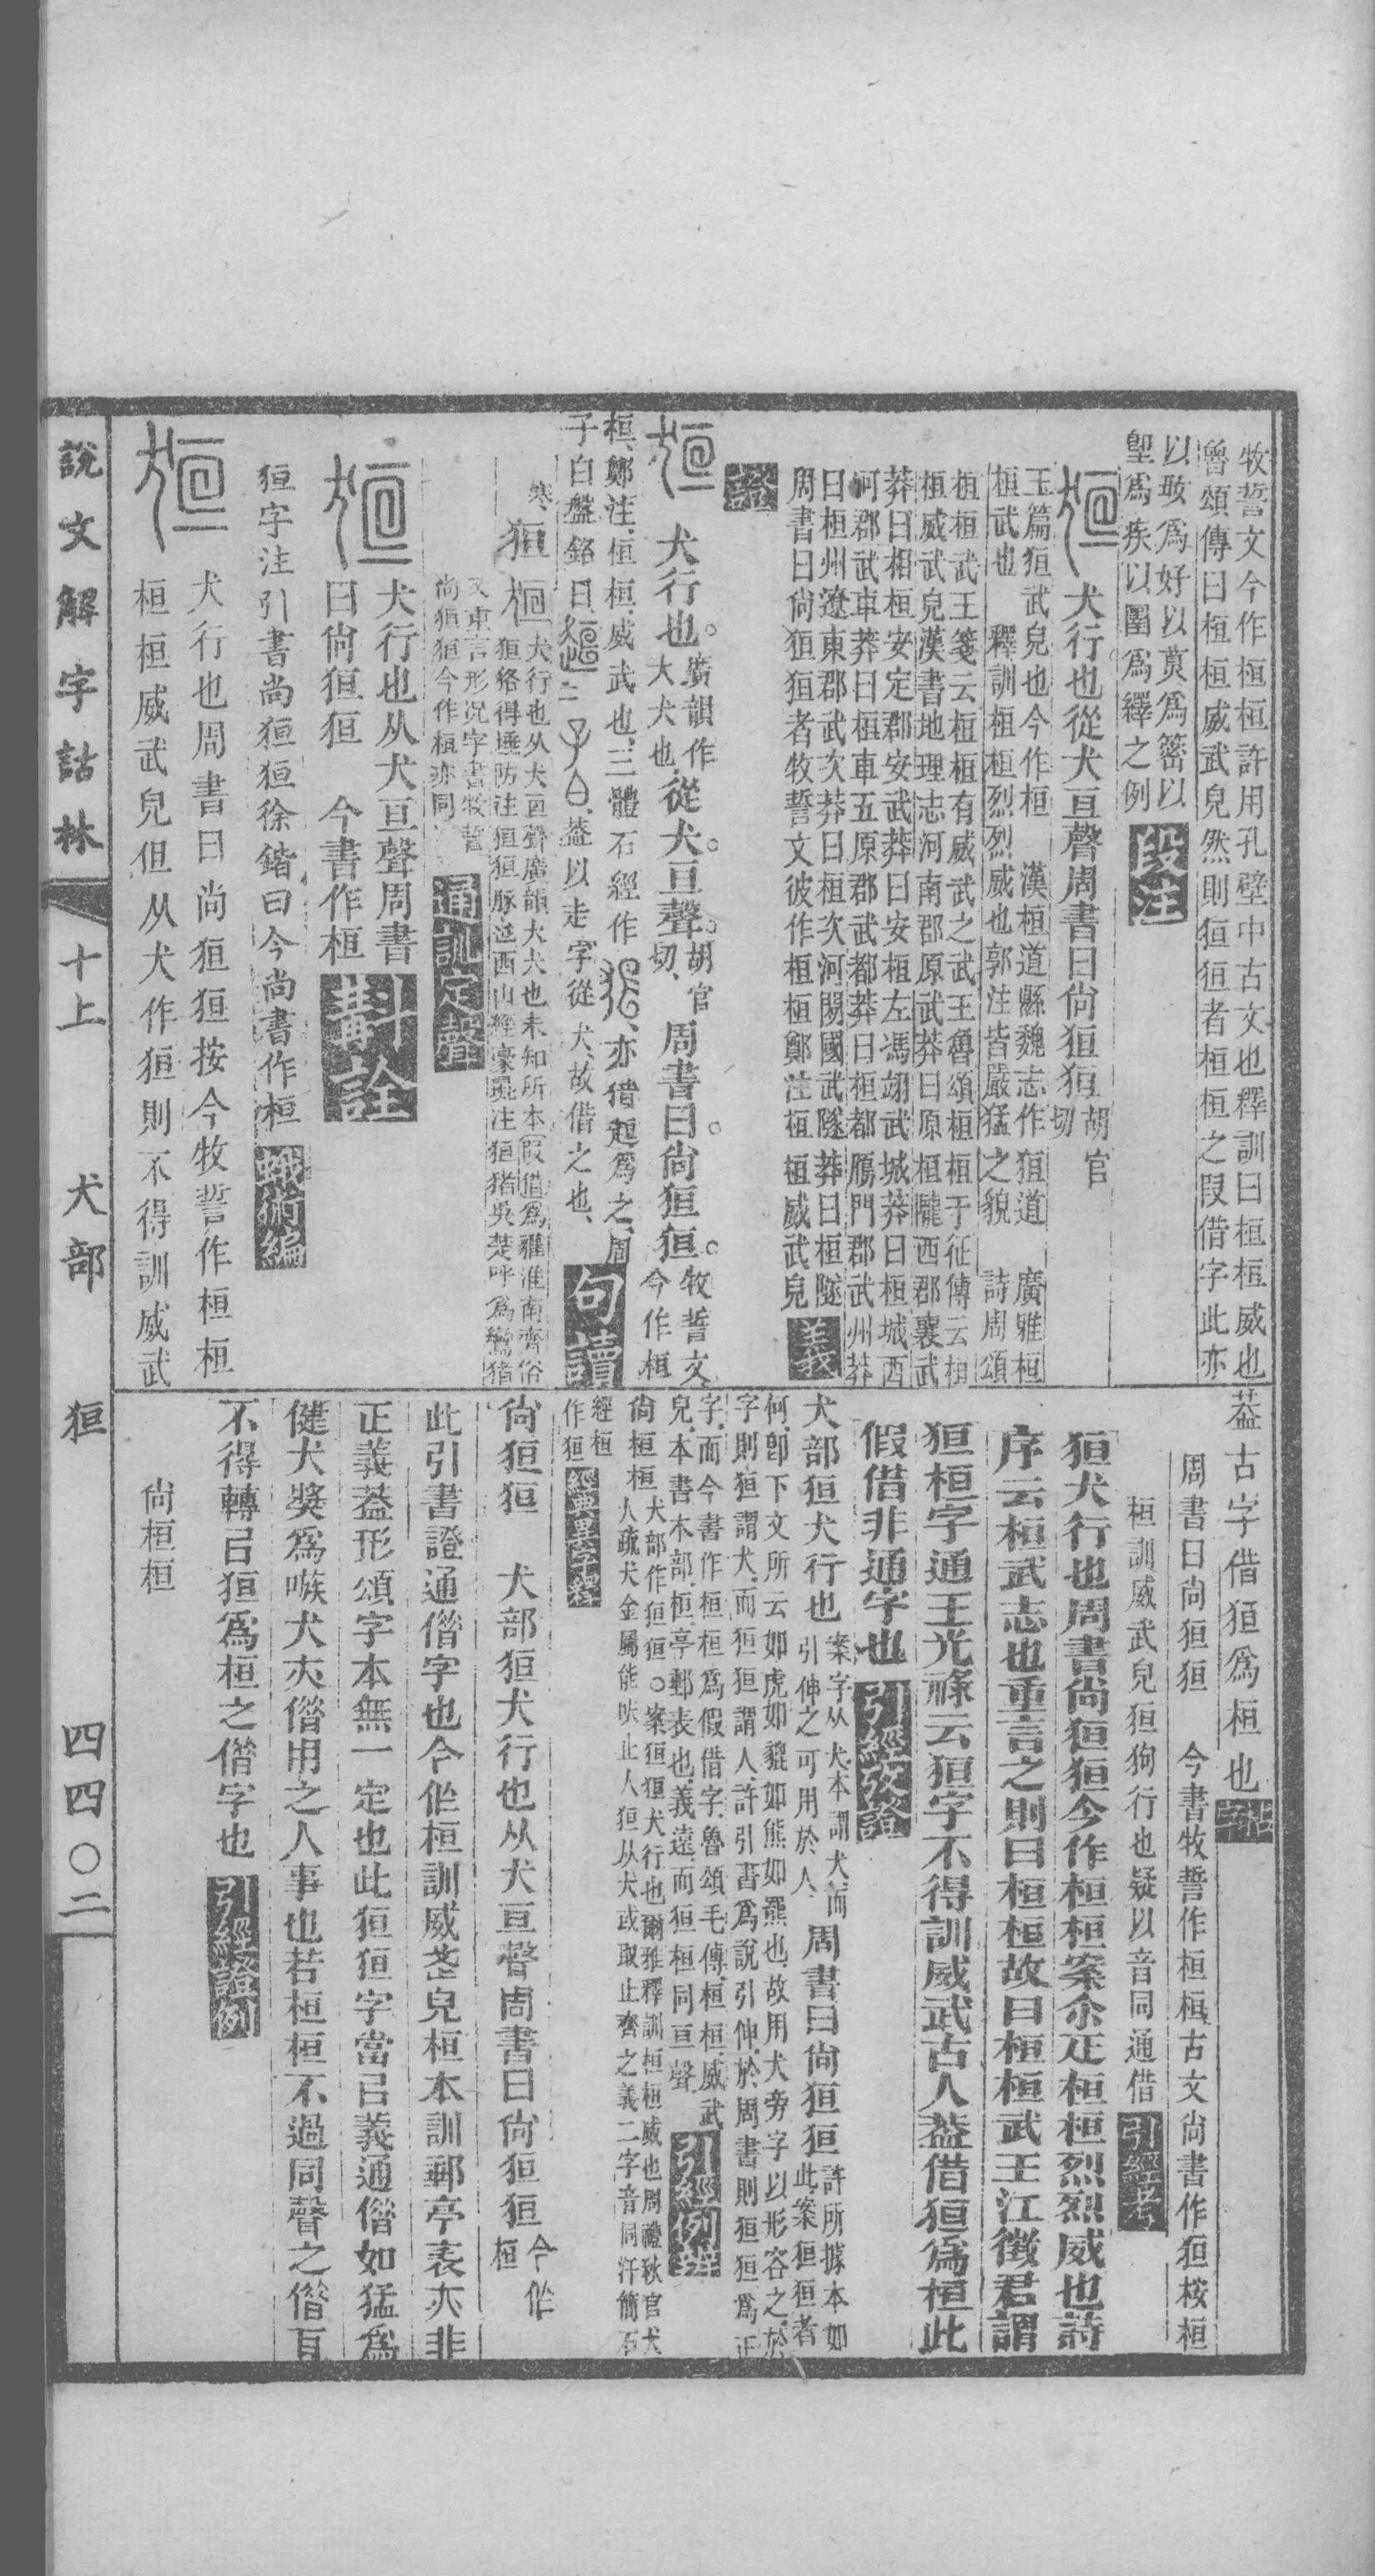 牧誓文今作桓桓許用孔壁中古文也釋訓曰桓桓威也
魯頌傳曰桓桓威武皃然則狟狟者桓桓之叚借字此亦
以𢻫爲好以莫爲䈿以
堲爲疾以圛爲繹之例 段注
犬行也從犬亘聲周書曰尙狟狟 胡官切
玉篇狟武皃也今作桓 漢桓道縣魏志作狟道 廣雅桓
桓武也 釋訓桓桓烈烈威也郭注皆嚴猛之貌 詩周頌
桓桓武王箋云桓桓有威武之武王魯頌桓桓于征傳云桓
桓威武皃漢書地理志河南郡原武莽曰原桓隴西郡襄武
莽曰相桓安定郡安武莽曰安桓左馮翊武城莽曰桓城西
河郡武車莽曰桓車五原郡武都莽曰桓都鴈門郡武州莽
曰桓州遼東郡武次莽曰桓次河閒國武隧莽曰桓隧
周書曰尙狟狟者牧誓文彼作桓桓鄭注桓桓威武皃 義
證
犬行也。廣韻作大犬也、從犬。亘聲。胡官切、周書曰。尙狟狟。牧誓文今作桓
桓、鄭注、桓桓、威武也、三體石經作、亦借趄爲之、周
子白盤銘曰、子白、葢以走字從犬、故借之也、 句讀
寒 狟 犬行也从犬亘聲廣韻大犬也未知所本叚借爲貆淮南齊俗
狟狢得埵防注狟狟豚也西山經豪彘注狟豬吳楚呼爲鸞豬
又重言形況字書牧誓
尙狟狟今作桓亦同 通訓定聲
犬行也从犬亘聲周書
曰尙狟狟 今書作桓 斠詮
狟字注引書尚狟狟徐鍇曰今尚書作桓 蛾術編
犬行也周書曰尚狟狟按今牧誓作桓桓
桓桓威武皃但从犬作狟則不得訓威武
葢古字借狟爲桓也
周書曰尚狟狟 今書牧誓作桓桓古文尚書作狟桉桓
桓訓威武皃狟狗行也疑以音同通借 引經考
狟犬行也周書尚狟狟今作桓桓案尒疋桓桓烈烈威也詩
序云桓武志也重言之則曰桓桓故曰桓桓武王江徵君謂
狟桓字通王光祿云狟字不得訓威武古人葢借狟爲桓此
假借非通字也 引經攷證
犬部狟犬行也 案字从犬、本謂犬、而引伸之可用於人、周書曰尙狟狟 許所據本如此、案狟狟者
何、卽下文所云如虎如貔如熊如羆也、故用犬旁字以形容之、於
字則狟謂犬、而狟狟謂人、許引書爲說引伸、於周書則狟狟爲正
字、而今書作桓桓爲假借字、魯頌毛傳、桓桓、威武
皃、本書木部、桓、亭郵表也、義遠、而狟桓同亘聲 引經例辨
尙桓桓 犬部作狟狟。案狟狟犬行也爾雅釋訓桓桓威也周禮秋官犬
人疏犬金屬能吠止人狟从犬或取止齊之義二字音同汗簡石
經桓
作狟 經典異字釋
尙狟狟 犬部狟犬行也从犬亘聲周書曰尙狟狟 今作桓
此引書證通偕字也今作桓訓威武皃桓本訓郵亭表亦非
正義葢形頌字本無一定也此狟狟字當㠯義通偕如猛爲
健犬獎爲嗾犬亦偕用之人事也若桓桓不過同聲之偕亘
不得轉㠯狟爲桓之偕字也 引經證例
尙桓桓
說文解字詁林 十上 犬部 狟 四四〇二